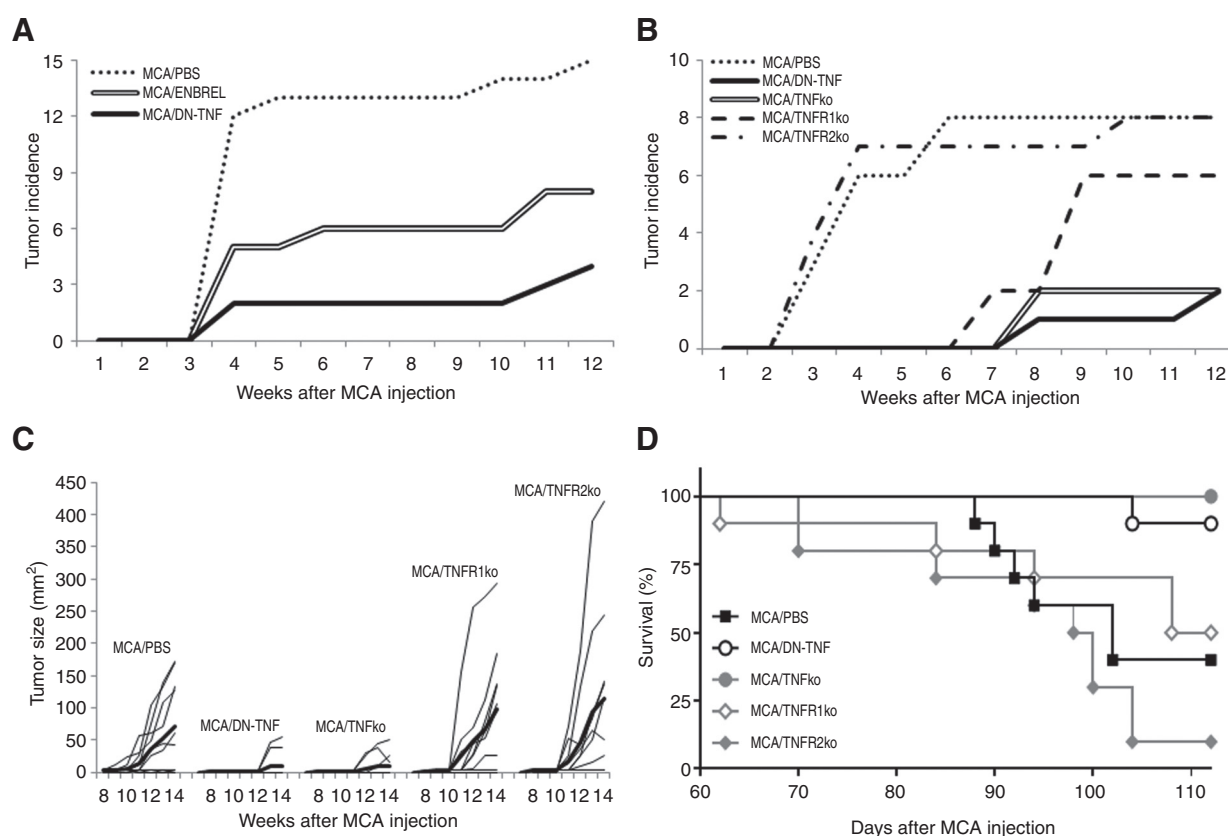 A
15
12
9
6
3
0
Tumor incidence
MCA/PBS
MCA/ENBREL
MCA/DN-TNF
1 2 3 4 5 6 7 8 9 10 11 12
Weeks after MCA injection
B
10
8
6
4
2
0
Tumor incidence
MCA/PBS
MCA/DN-TNF
MCA/TNFko
MCA/TNFR1ko
MCA/TNFR2ko
1 2 3 4 5 6 7 8 9 10 11 12
Weeks after MCA injection
C
450
400
350
300
250
200
150
100
50
0
Tumor size (mm²)
MCA/PBS
MCA/DN-TNF
MCA/TNFko
MCA/TNFR1ko
MCA/TNFR2ko
8 10 12 14 8 10 12 14 8 10 12 14 8 10 12 14 8 10 12 14
Weeks after MCA injection
D
100
75
50
25
0
Survival (%)
MCA/PBS
MCA/DN-TNF
MCA/TNFko
MCA/TNFR1ko
MCA/TNFR2ko
60 70 80 90 100 110
Days after MCA injection